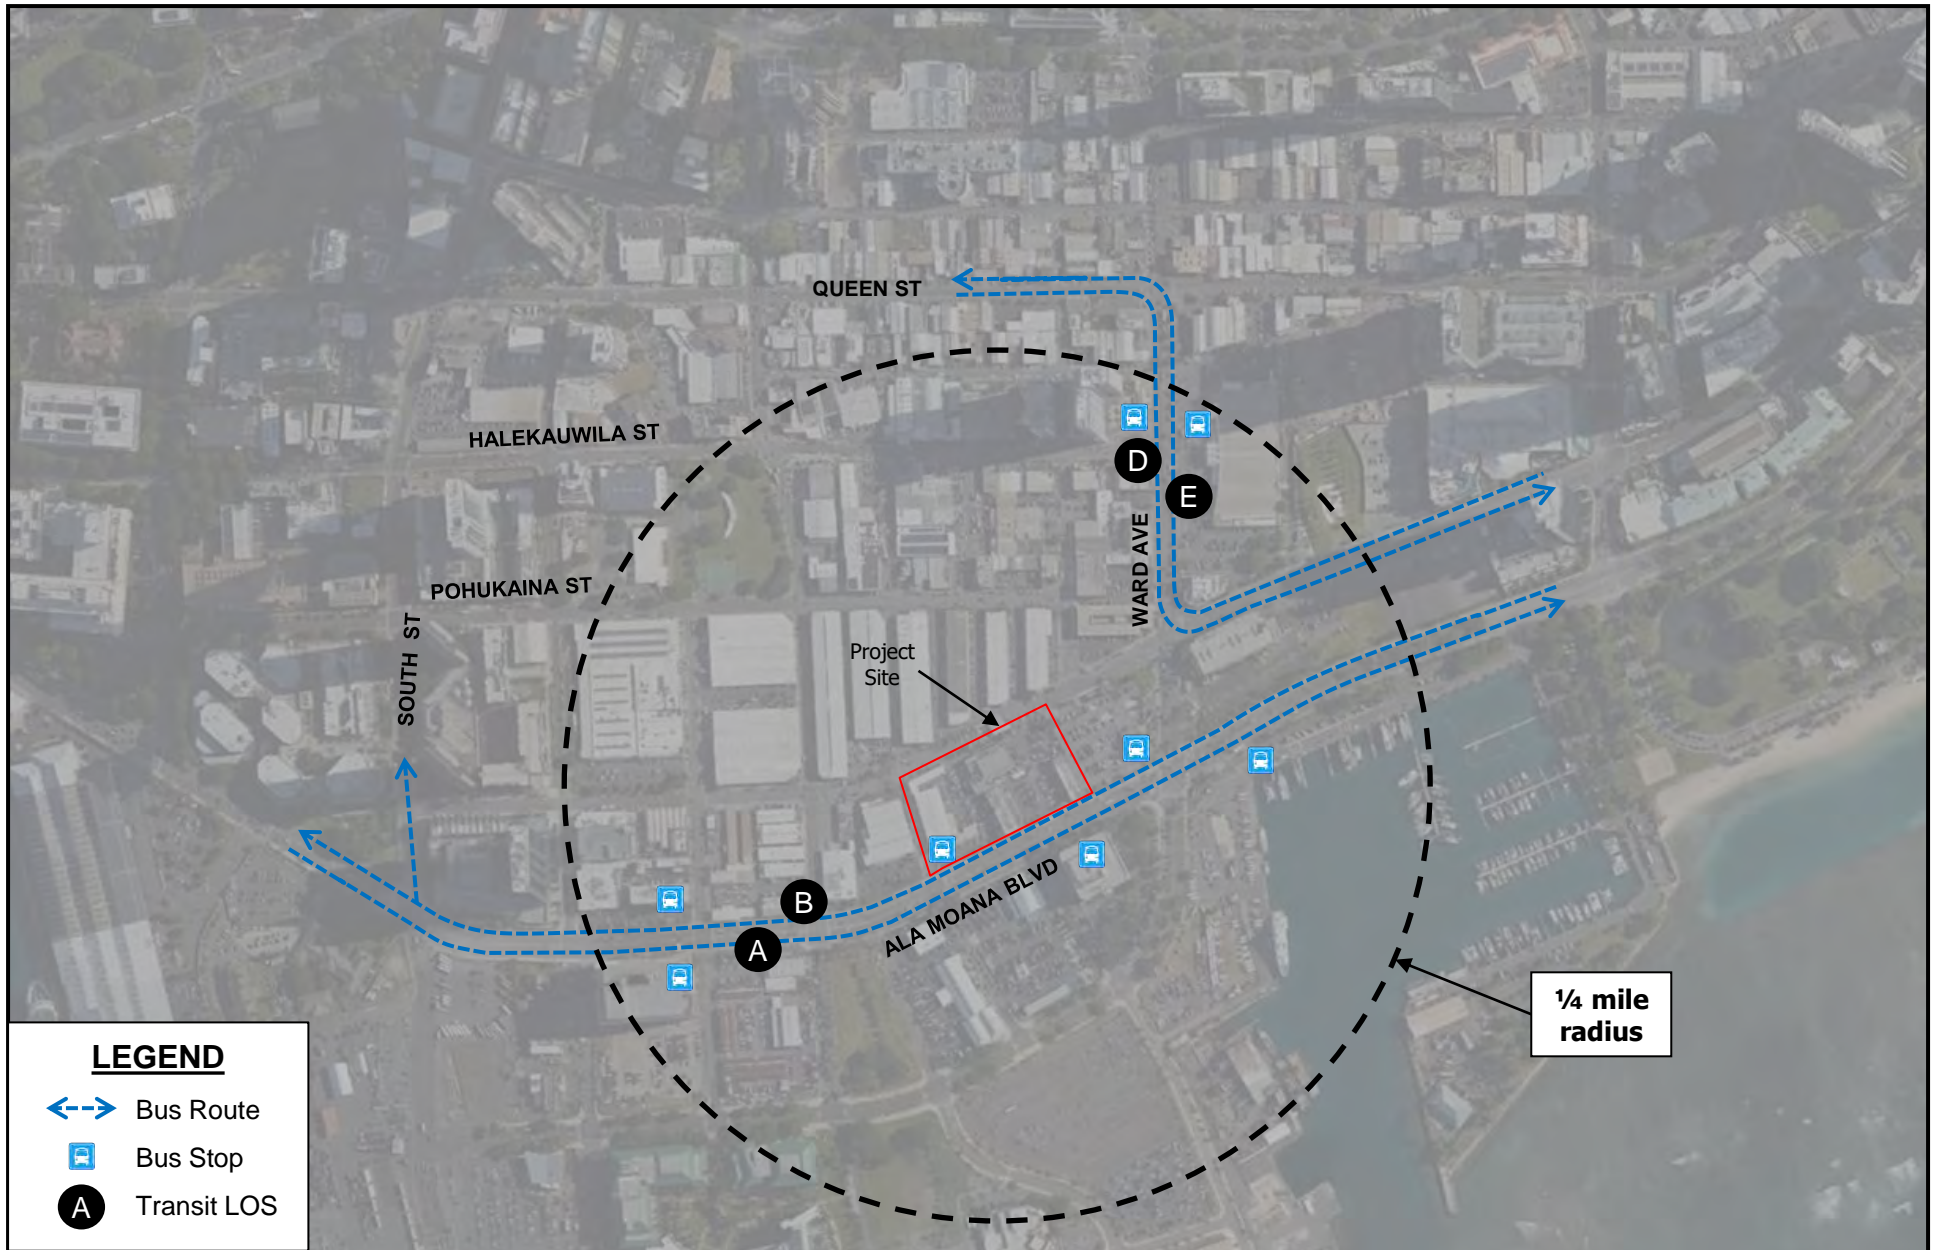 QUEEN ST
HALEKAUWILA ST
D
E
WARD AVE
POHUKAINA ST
SOUTH ST
Project
Site
B
A
ALA MOANA BLVD
¼ mile
radius
LEGEND
Bus Route
Bus Stop
A Transit LOS